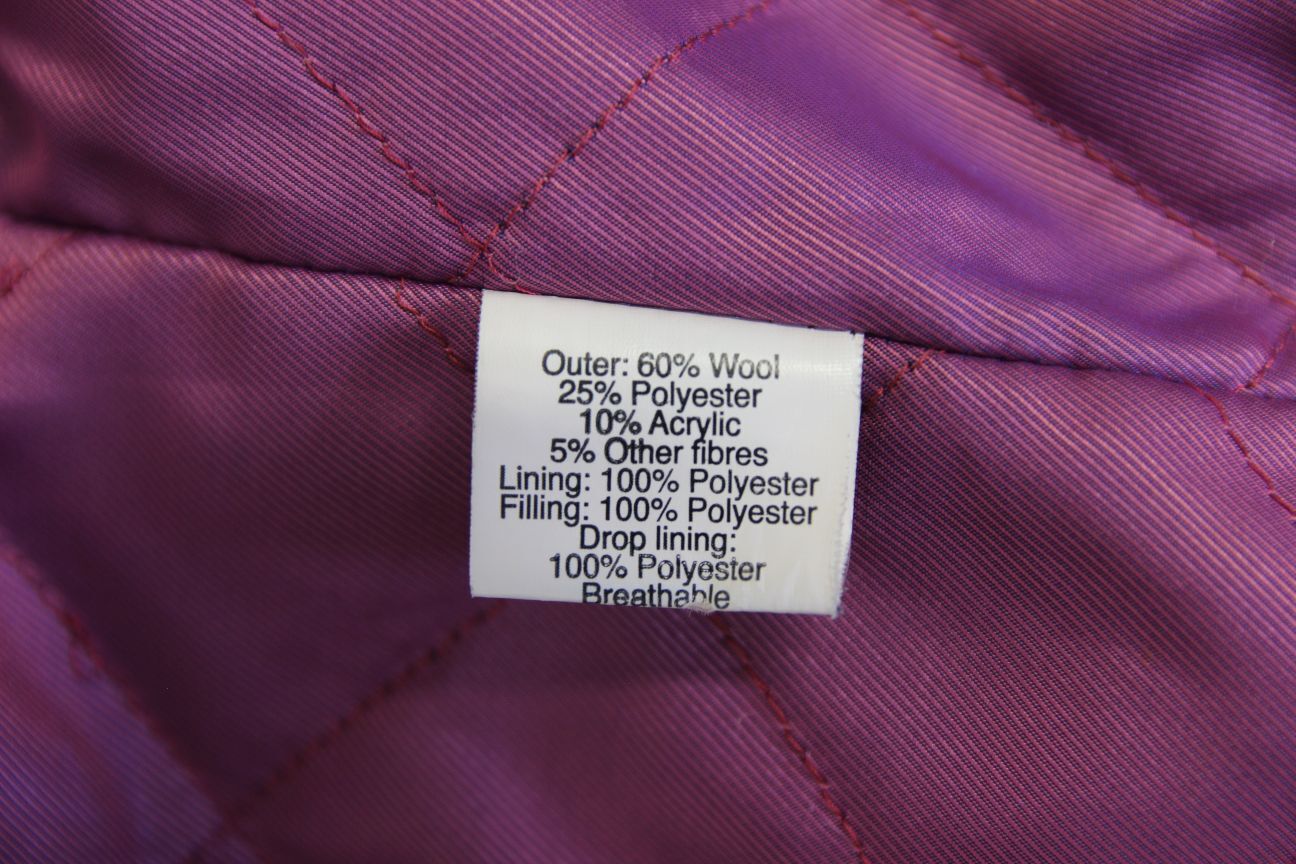 Outer: 60% Wool
25% Polyester
10% Acrylic
5% Other fibres
Lining: 100% Polyester
Filling: 100% Polyester
Drop lining:
100% Polyester
Breathable